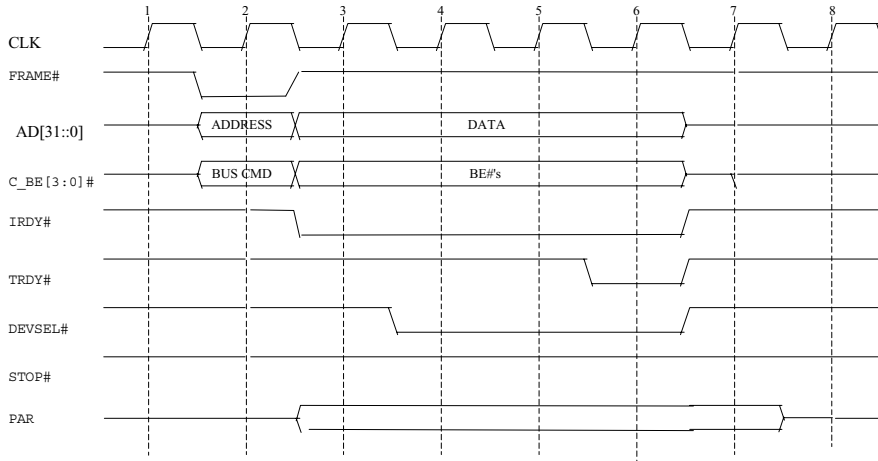 1 2 3 4 5 6 7 8
CLK
FRAME#
AD[31::0] ADDRESS DATA
C_BE[3:0]# BUS CMD BE#'s
IRDY#
TRDY#
DEVSEL#
STOP#
PAR